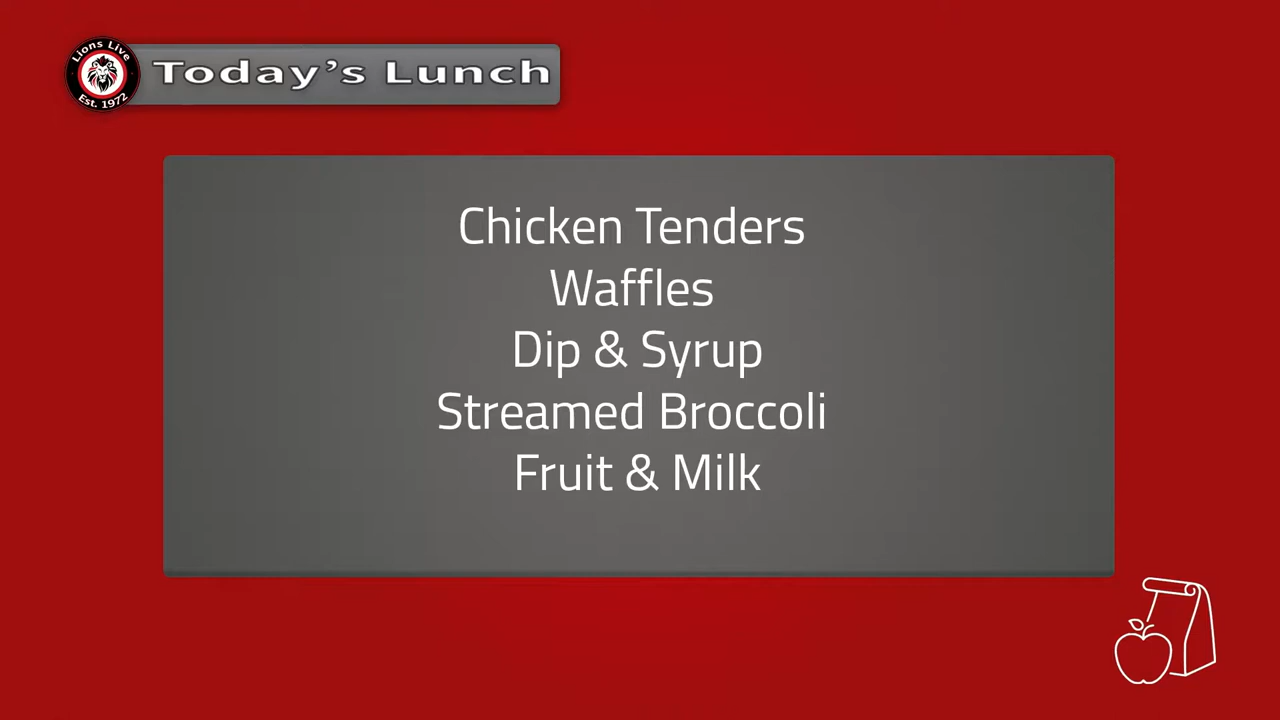 Lions Live
Est. 1972
Today's Lunch
Chicken Tenders
Waffles
Dip & Syrup
Streamed Broccoli
Fruit & Milk